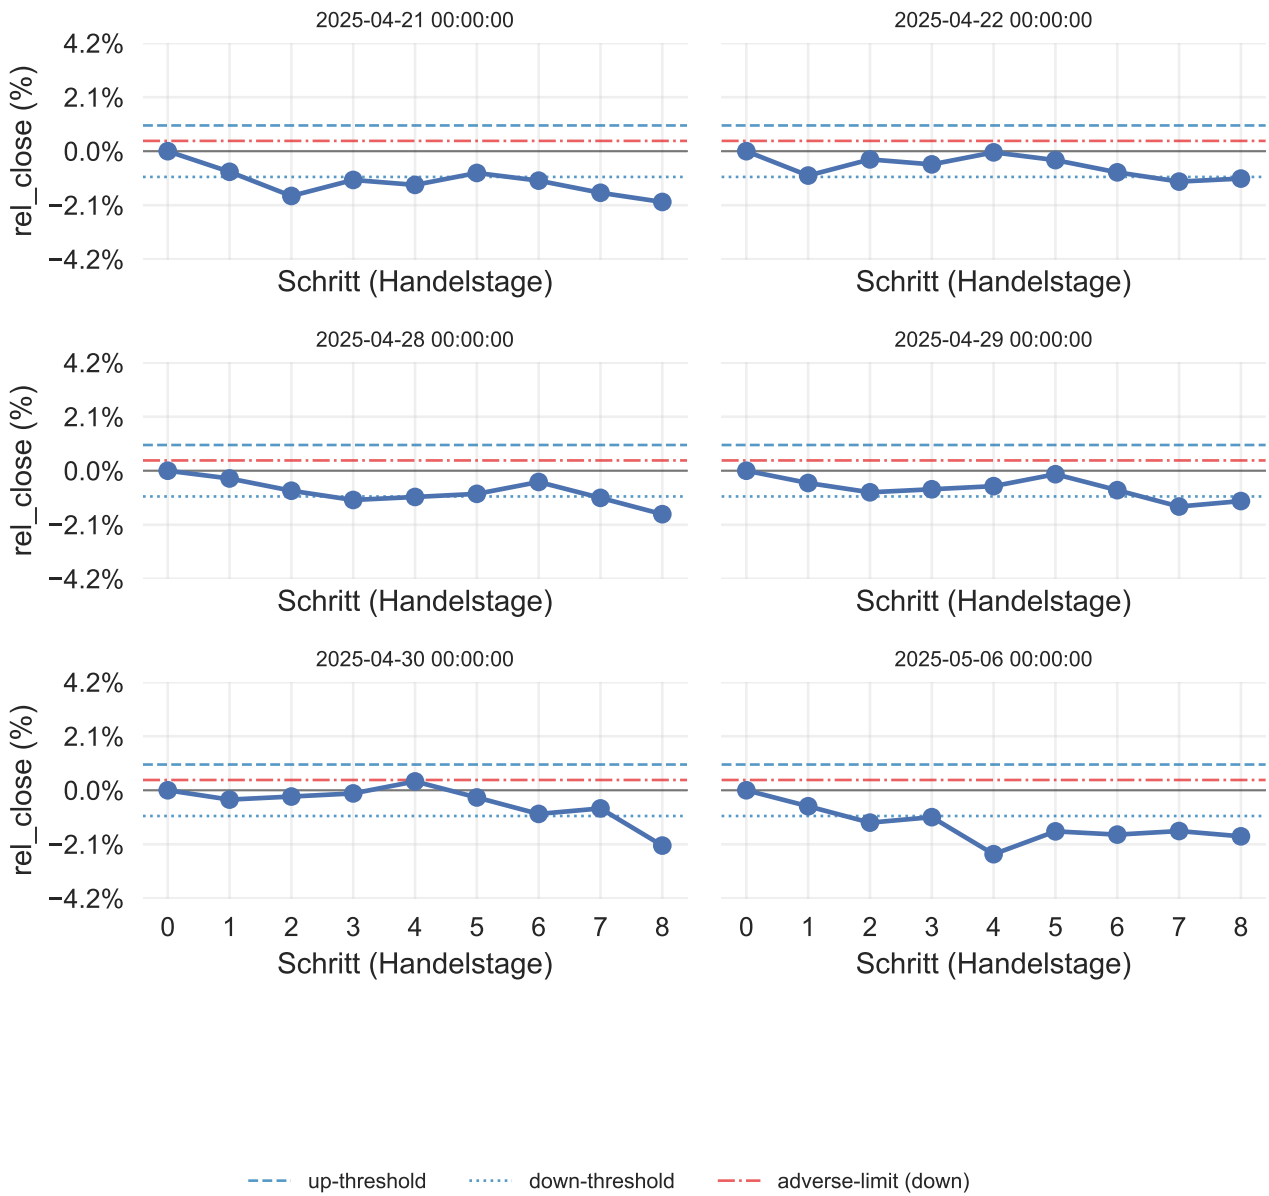 2025-04-21 00:00:00
2025-04-22 00:00:00
rel_close (%)
4.2%
2.1%
0.0%
−2.1%
−4.2%
Schritt (Handelstage)
Schritt (Handelstage)
2025-04-28 00:00:00
2025-04-29 00:00:00
rel_close (%)
4.2%
2.1%
0.0%
−2.1%
−4.2%
Schritt (Handelstage)
Schritt (Handelstage)
2025-04-30 00:00:00
2025-05-06 00:00:00
rel_close (%)
4.2%
2.1%
0.0%
−2.1%
−4.2%
0 1 2 3 4 5 6 7 8
0 1 2 3 4 5 6 7 8
Schritt (Handelstage)
Schritt (Handelstage)
up-threshold
down-threshold
adverse-limit (down)